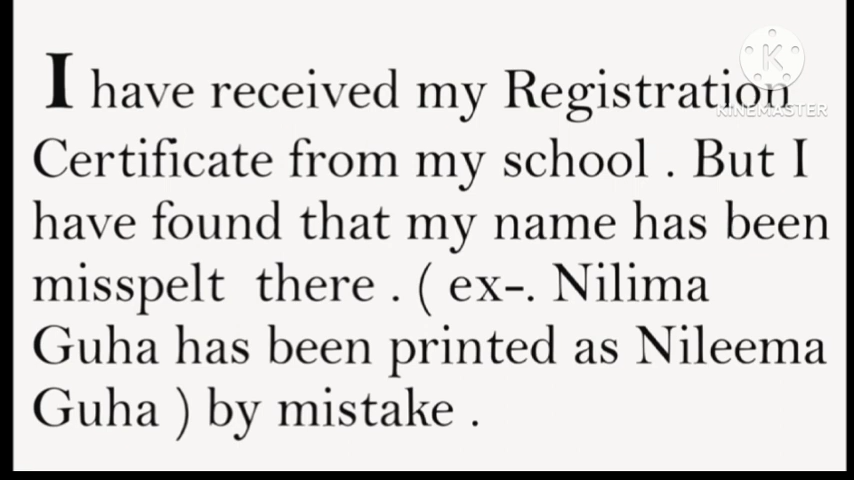 I have received my Registration
KINEMASTER
Certificate from my school . But I
have found that my name has been
misspelt there . ( ex-. Nilima
Guha has been printed as Nileema
Guha ) by mistake .